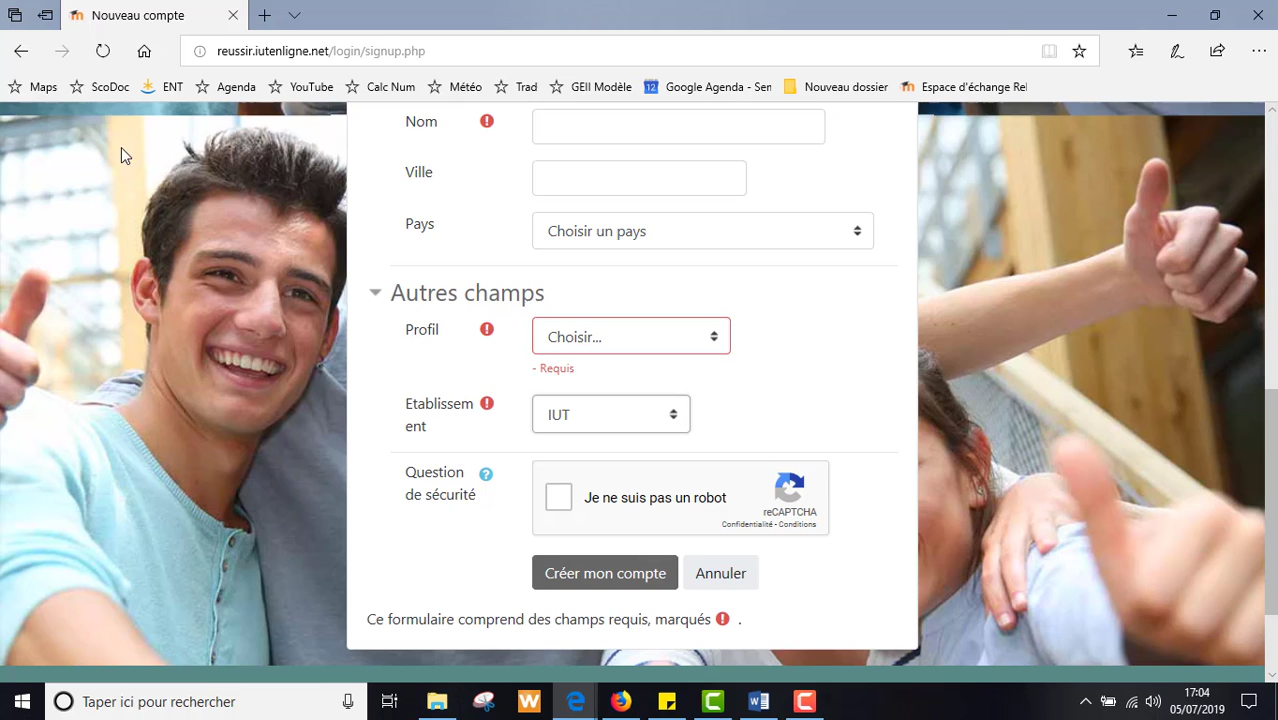 Nouveau compte
reussir.iutenligne.net/login/signup.php
Maps ScoDoc ENT Agenda YouTube Calc Num Météo Trad GEII Modèle Google Agenda - Sen Nouveau dossier Espace d'échange Rel
Nom
Ville
Pays Choisir un pays
Autres champs
Profil Choisir...
- Requis
Etablissem
ent
IUT
Question
de sécurité
Je ne suis pas un robot
reCAPTCHA
Confidentialité - Conditions
Créer mon compte Annuler
Ce formulaire comprend des champs requis, marqués .
Taper ici pour rechercher
17:04
05/07/2019